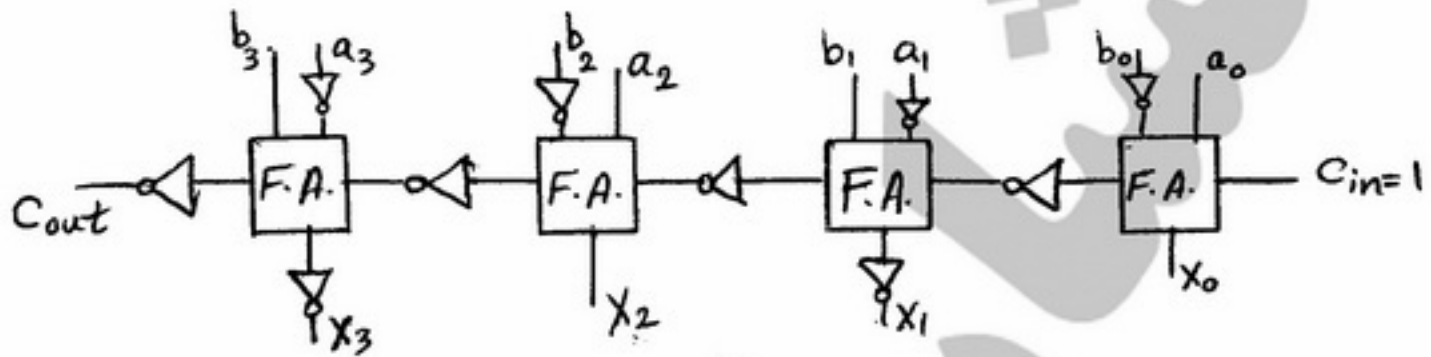 b₃ a₃ b₂ a₂ b₁ a₁ b₀ a₀
F.A. F.A. F.A. F.A.
Cout Cin=1
X₃ X₂ X₁ X₀